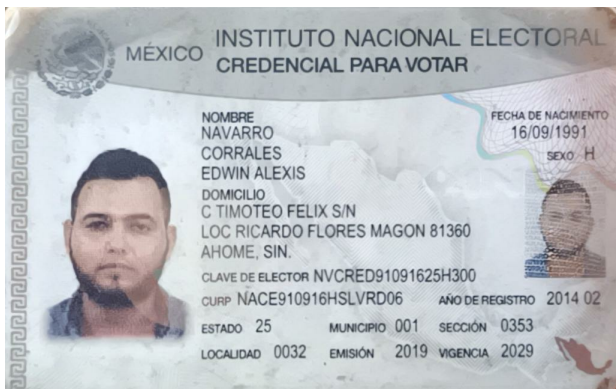 MÉXICO
INSTITUTO NACIONAL ELECTORAL
CREDENCIAL PARA VOTAR
NOMBRE
NAVARRO
CORRALES
EDWIN ALEXIS
FECHA DE NACIMIENTO
16/09/1991
SEXO H
DOMICILIO
C TIMOTEO FELIX S/N
LOC RICARDO FLORES MAGON 81360
AHOME, SIN.
CLAVE DE ELECTOR NVCRED91091625H300
CURP NACE910916HSLVRD06 AÑO DE REGISTRO 2014 02
ESTADO 25 MUNICIPIO 001 SECCIÓN 0353
LOCALIDAD 0032 EMISIÓN 2019 VIGENCIA 2029